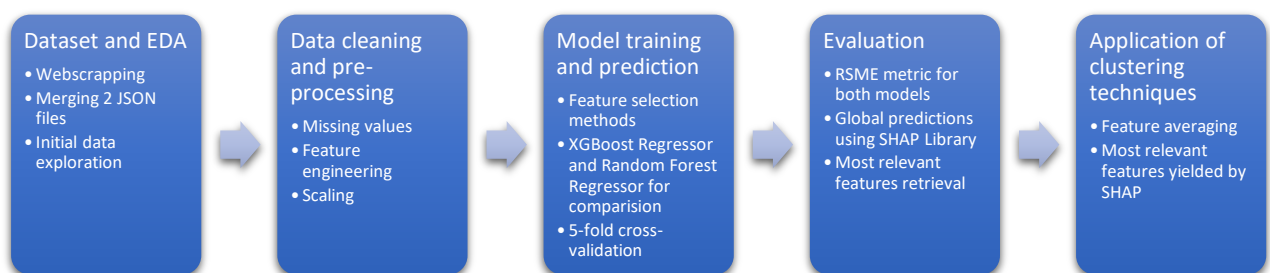 Dataset and EDA
• Webscrapping
• Merging 2 JSON
files
• Initial data
exploration
Data cleaning
and pre-
processing
• Missing values
• Feature
engineering
• Scaling
Model training
and prediction
• Feature selection
methods
• XGBoost Regressor
and Random Forest
Regressor for
comparision
• 5-fold cross-
validation
Evaluation
• RSME metric for
both models
• Global predictions
using SHAP Library
• Most relevant
features retrieval
Application of
clustering
techniques
• Feature averaging
• Most relevant
features yielded by
SHAP